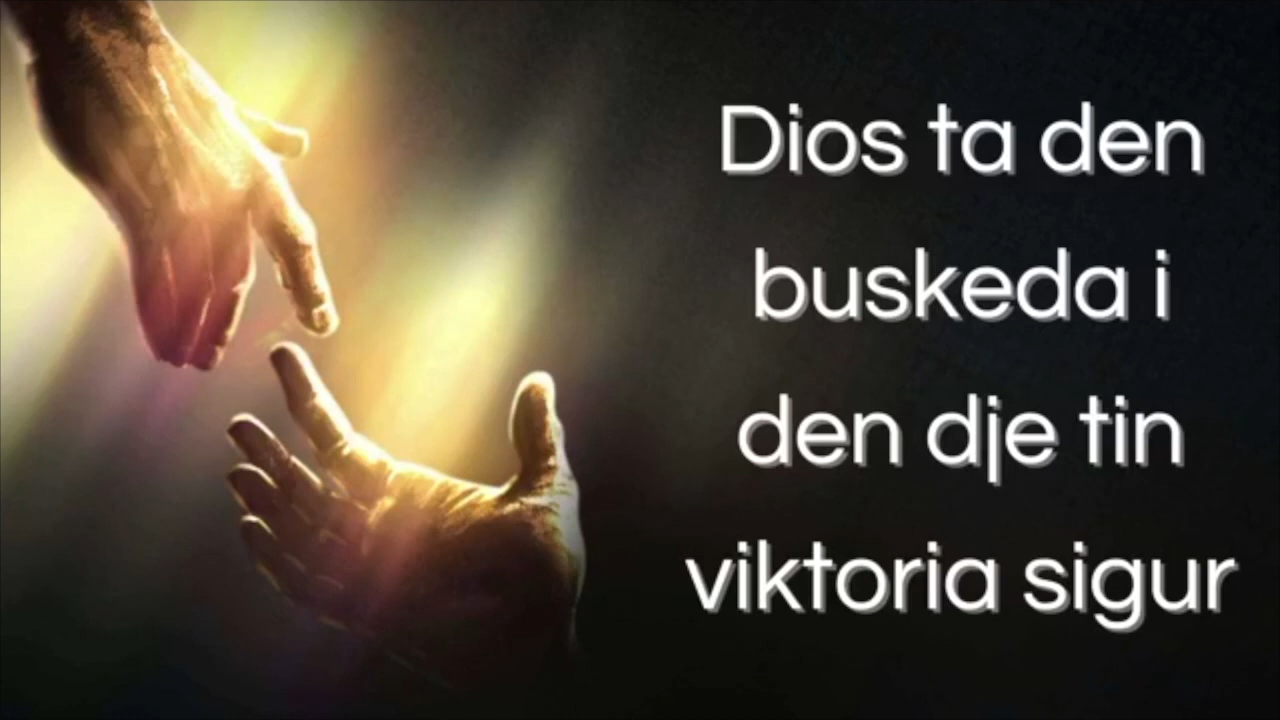 Dios ta den
buskeda i
den dje tin
viktoria sigur